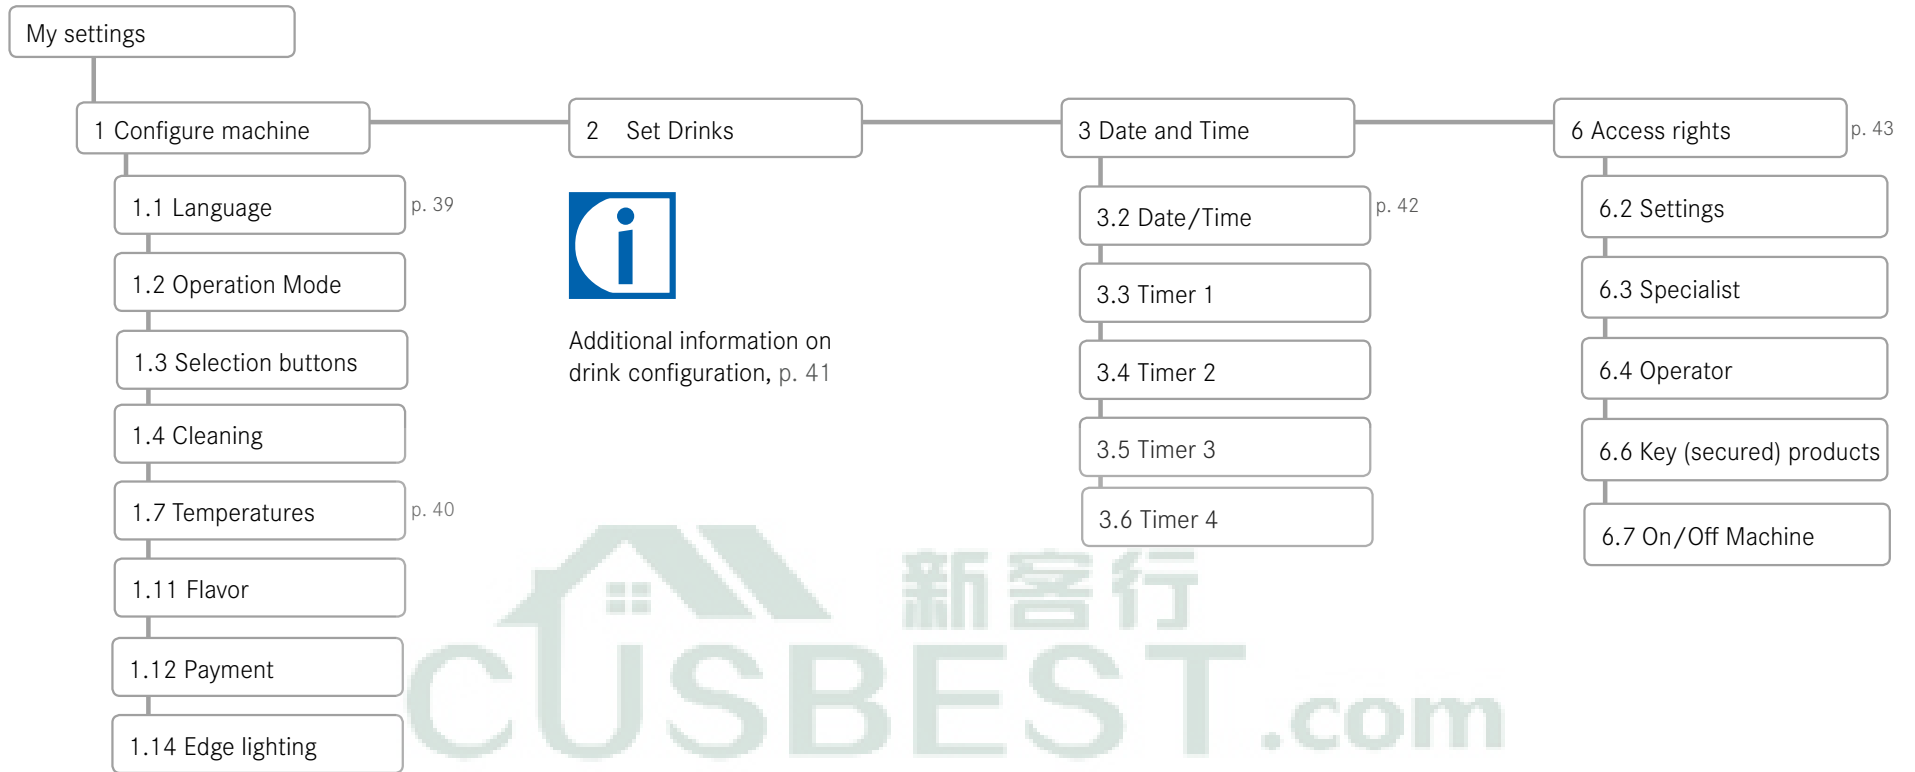 My settings
1 Configure machine
1.1 Language
p. 39
1.2 Operation Mode
1.3 Selection buttons
1.4 Cleaning
1.7 Temperatures
p. 40
1.11 Flavor
1.12 Payment
1.14 Edge lighting
2 Set Drinks
i
Additional information on
drink configuration, p. 41
3 Date and Time
3.2 Date/Time
p. 42
3.3 Timer 1
3.4 Timer 2
3.5 Timer 3
3.6 Timer 4
6 Access rights
p. 43
6.2 Settings
6.3 Specialist
6.4 Operator
6.6 Key (secured) products
6.7 On/Off Machine
新客行
CUSBEST.com